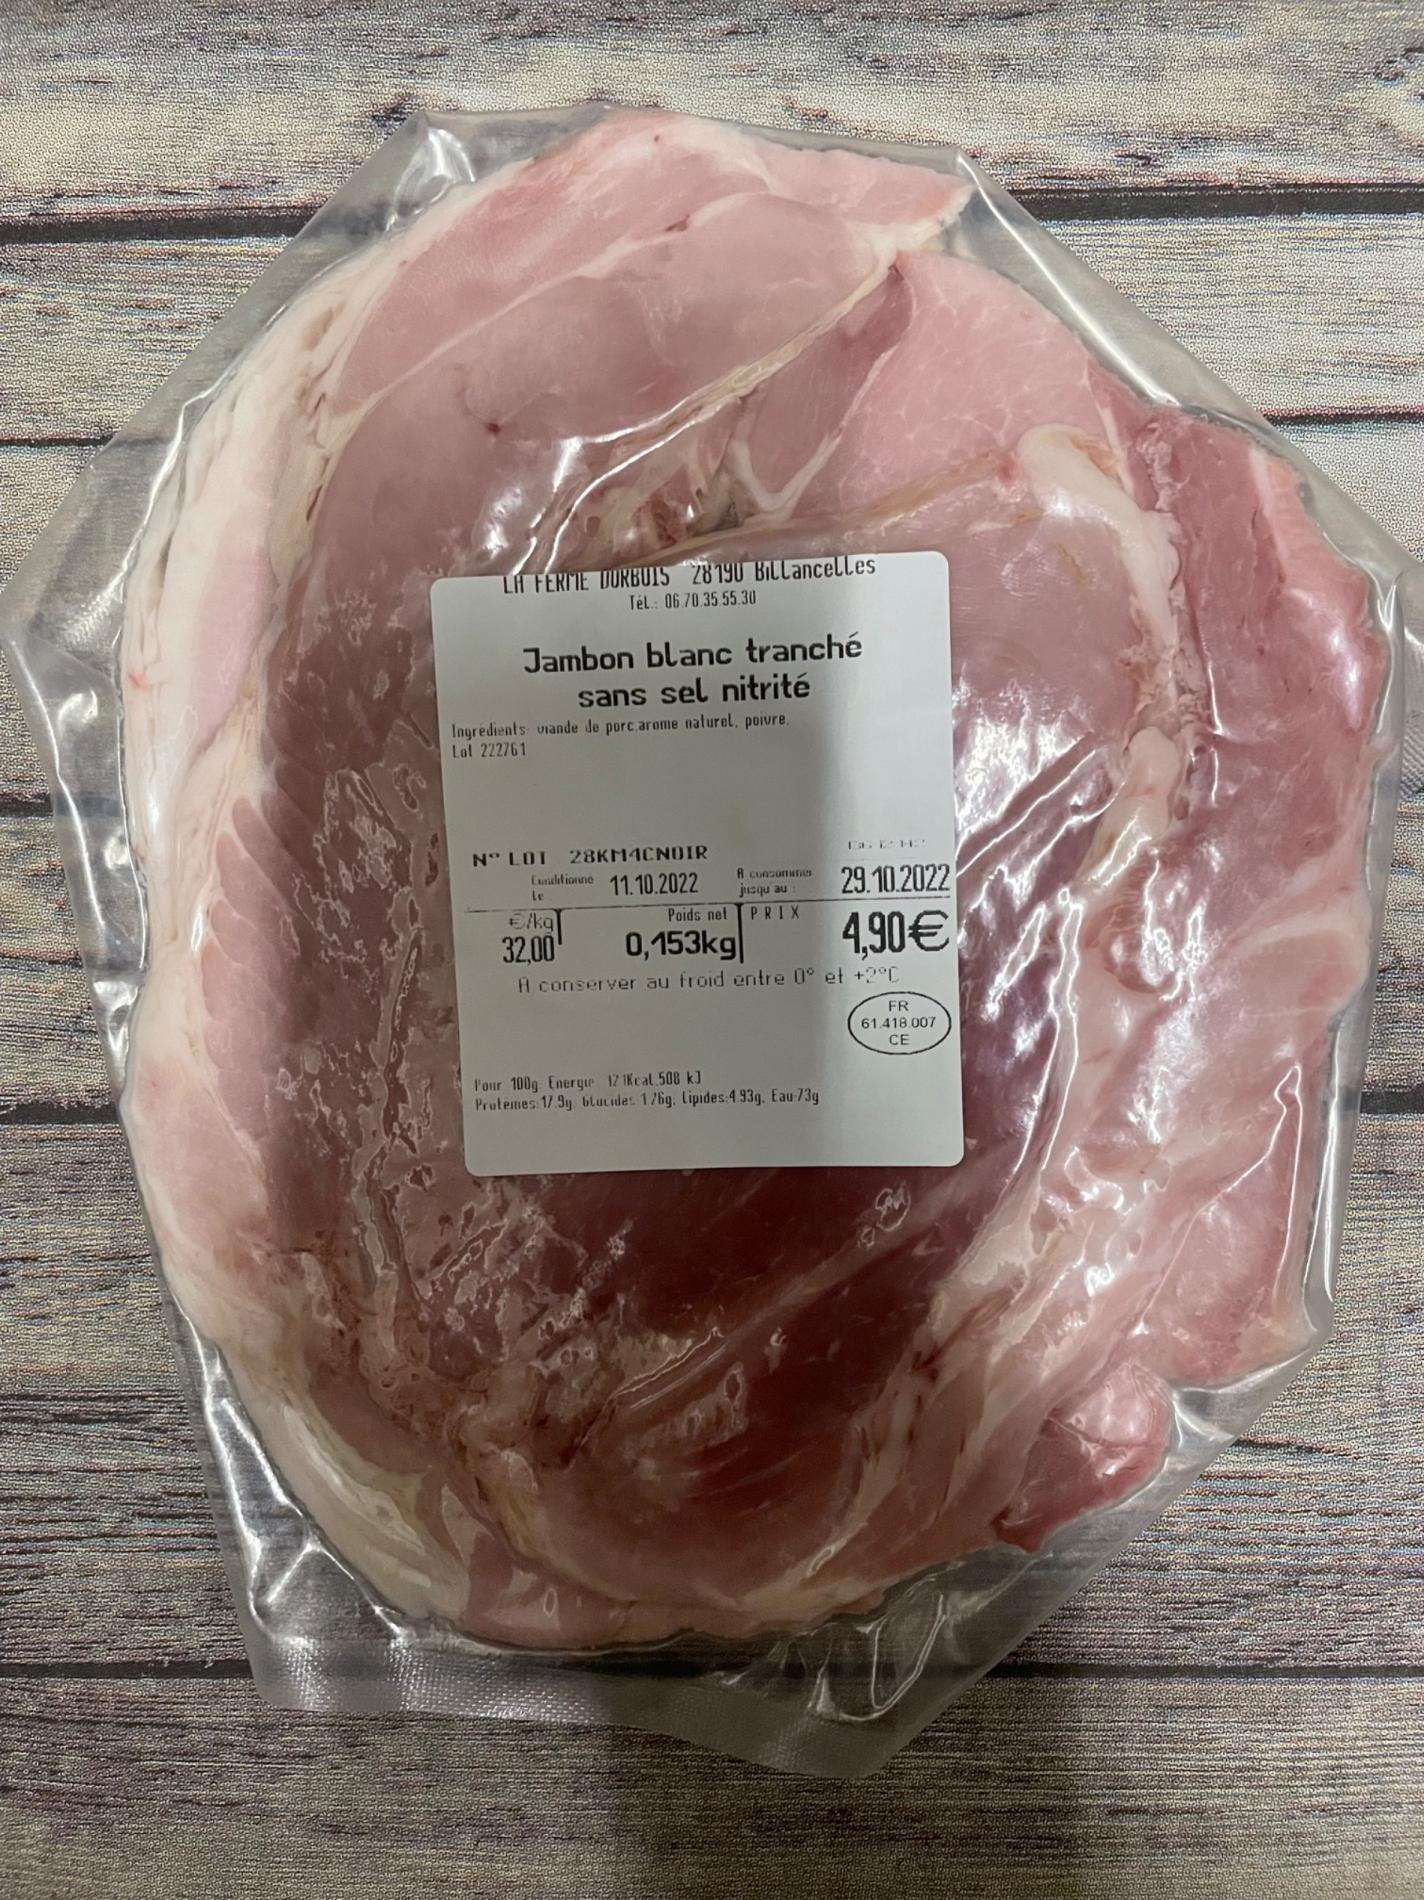 LA FERME DORBOIS 28190 Billancelles
Tél.: 06.70.35.55.30
Jambon blanc tranché
sans sel nitrité
Ingrédients: viande de porc,arome naturel, poivre.
Lot 222761
N° LOT 28KM4CNOIR
Conditionné le 11.10.2022 A consommer jusqu'au : 29.10.2022
€/kg Poids net PRIX
32,00 0,153kg 4,90€
A conserver au froid entre 0° et +2°C
FR
61.418.007
CE
Pour 100g: Energie 121Kcal,508 kJ
Proteines:17.9g, Glucides: 1.26g, Lipides:4.93g, Eau:73g